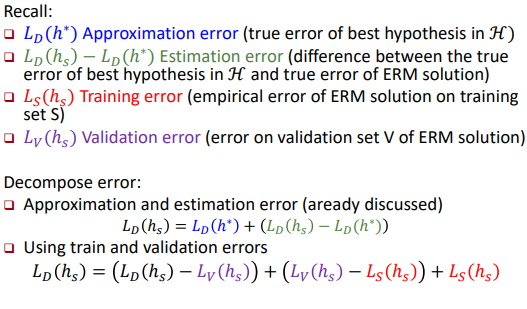 Recall:
❑ L_D(h*) Approximation error (true error of best hypothesis in ℋ)
❑ L_D(h_s) − L_D(h*) Estimation error (difference between the true
error of best hypothesis in ℋ and true error of ERM solution)
❑ L_S(h_s) Training error (empirical error of ERM solution on training
set S)
❑ L_V(h_s) Validation error (error on validation set V of ERM solution)
Decompose error:
❑ Approximation and estimation error (aready discussed)
L_D(h_s) = L_D(h*) + (L_D(h_s) − L_D(h*))
❑ Using train and validation errors
L_D(h_s) = (L_D(h_s) − L_V(h_s)) + (L_V(h_s) − L_S(h_s)) + L_S(h_s)